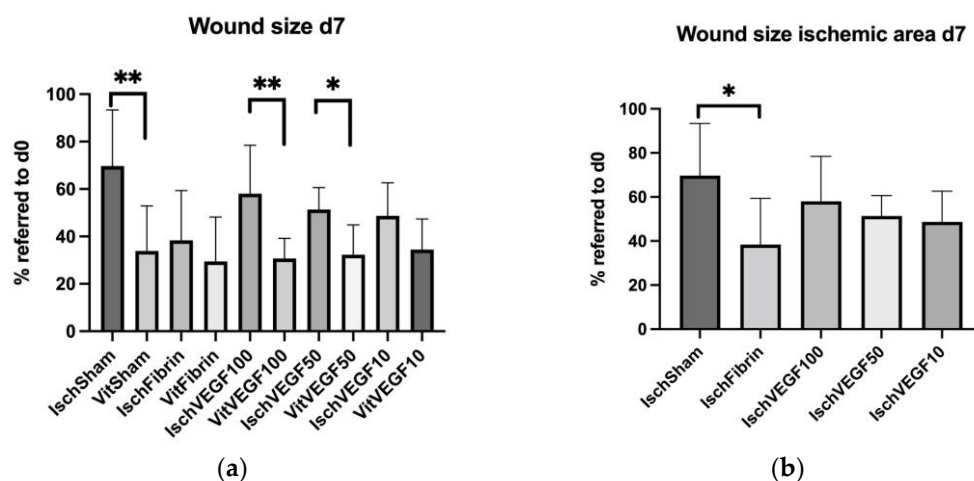 Wound size d7
**
**
*
% referred to d0
100
80
60
40
20
0
IschSham
VitSham
IschFibrin
VitFibrin
IschVEGF100
VitVEGF100
IschVEGF50
VitVEGF50
IschVEGF10
VitVEGF10
(a)
Wound size ischemic area d7
*
% referred to d0
100
80
60
40
20
0
IschSham
IschFibrin
IschVEGF100
IschVEGF50
IschVEGF10
(b)